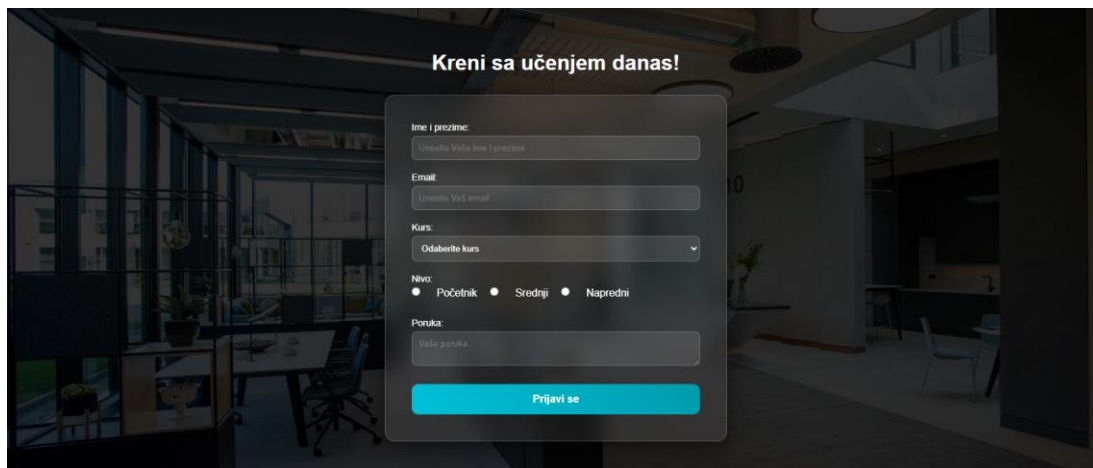 Kreni sa učenjem danas!
Ime i prezime:
Unesite Vaše ime i prezime
Email:
Unesite Vaš email
Kurs:
Odaberite kurs
Nivo:
Početnik Srednji Napredni
Poruka:
Vaša poruka...
Prijavi se